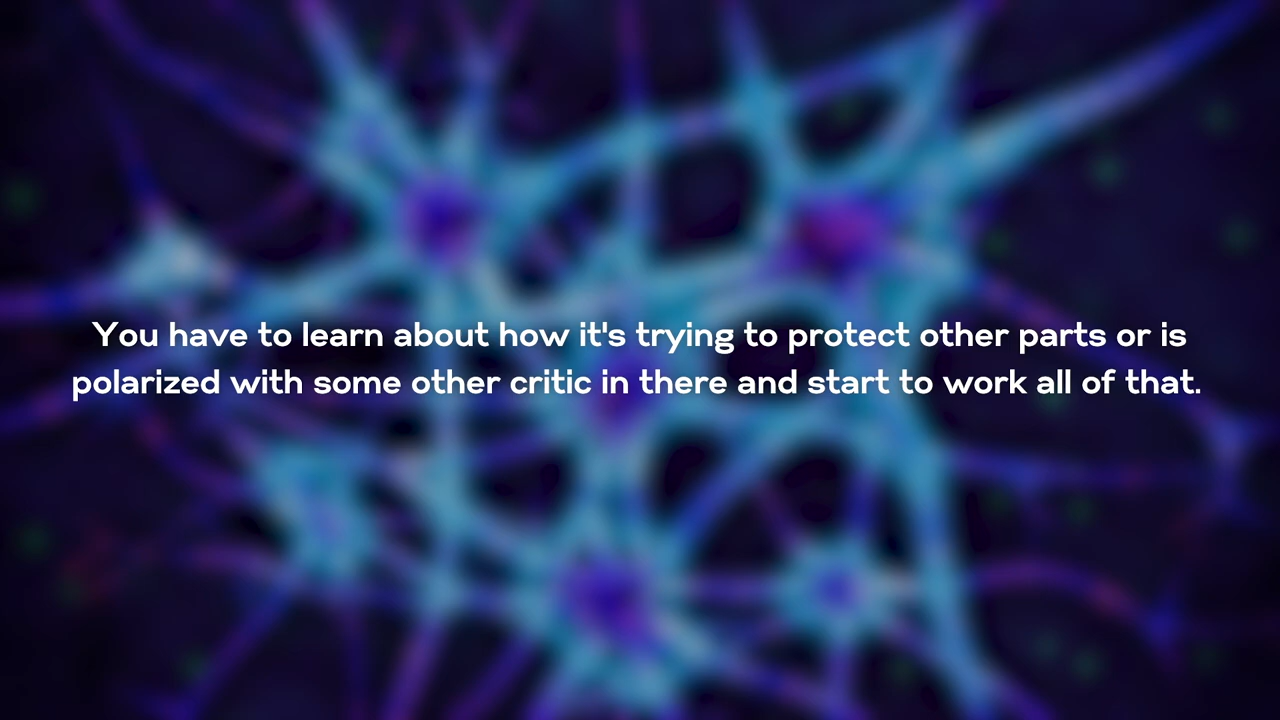 You have to learn about how it's trying to protect other parts or is
polarized with some other critic in there and start to work all of that.